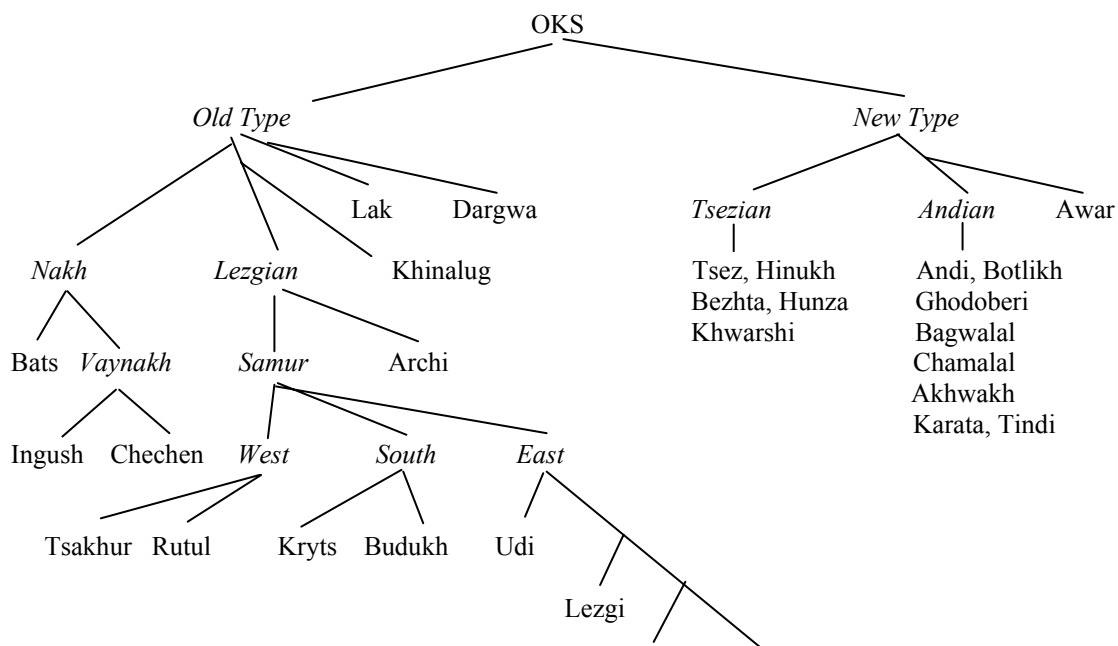 OKS
Old Type New Type
Lak Dargwa Tsezian Andian Awar
Nakh Lezgian Khinalug Tsez, Hinukh Andi, Botlikh
Bezhta, Hunza Ghodoberi
Khwarshi Bagwalal
Bats Vaynakh Samur Archi Chamalal
Akhwakh
Karata, Tindi
Ingush Chechen West South East
Tsakhur Rutul Kryts Budukh Udi
Lezgi